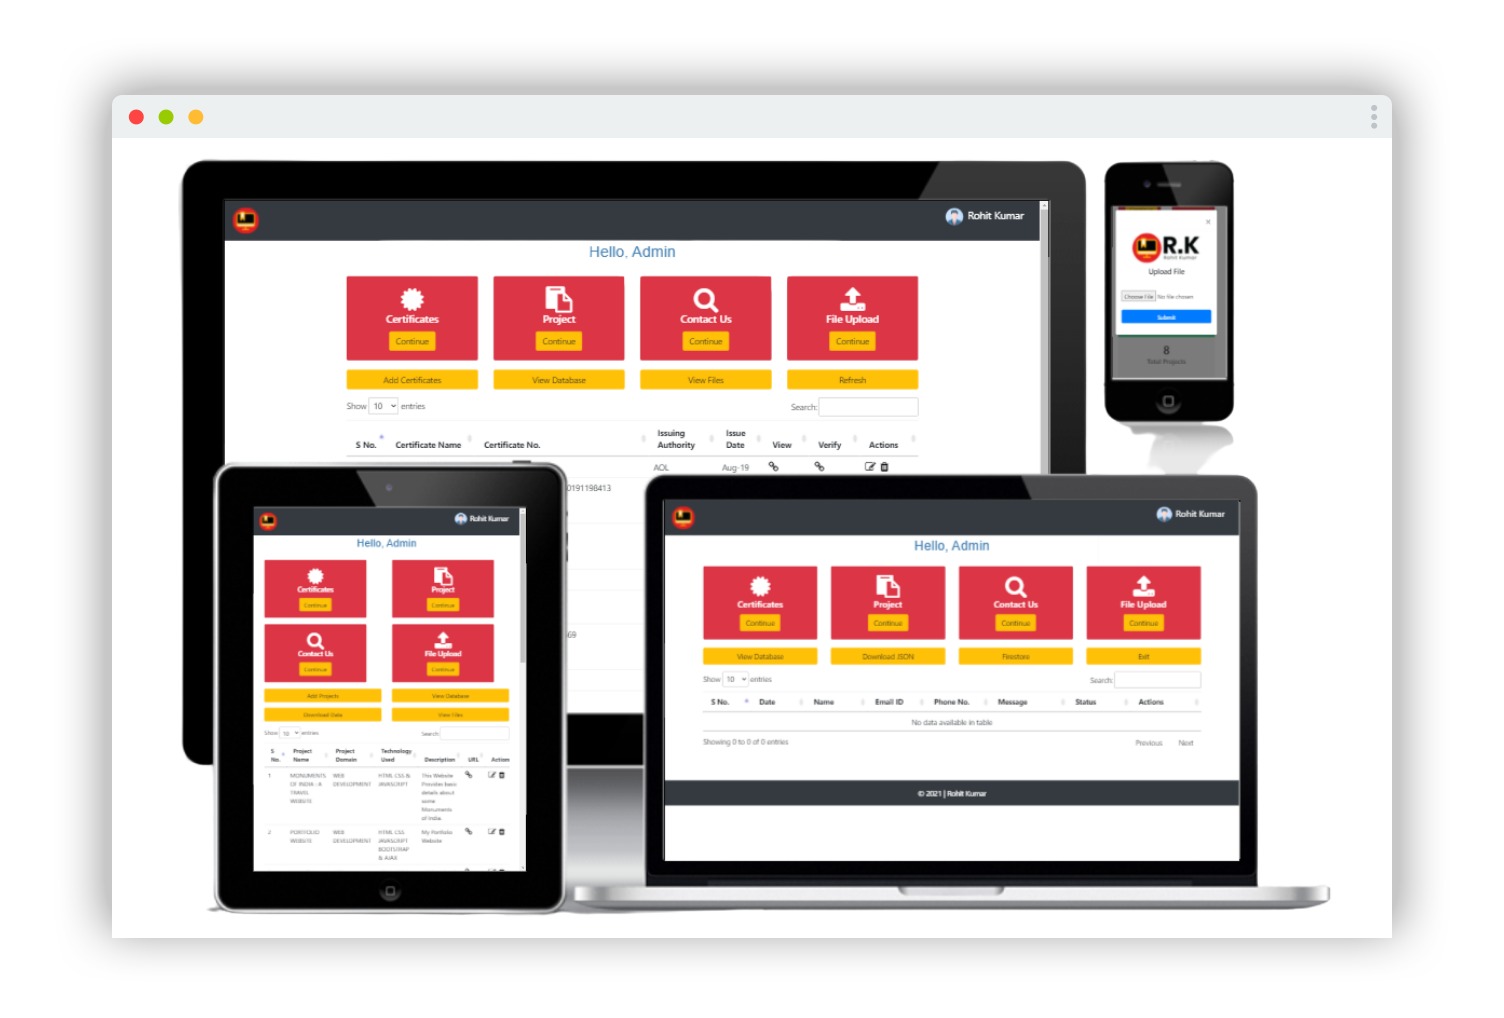 Rohit Kumar
Hello, Admin
Certificates
Continue
Project
Continue
Contact Us
Continue
File Upload
Continue
Add Certificates
View Database
View Files
Refresh
Show 10 entries
Search:
S No.
Certificate Name
Certificate No.
Issuing Authority
Issue Date
View
Verify
Actions
AOL
Aug-19
0191198413
69
R.K
Rohit Kumar
Upload File
Choose File No file chosen
Submit
8
Total Projects
Rohit Kumar
Hello, Admin
Certificates
Continue
Project
Continue
Contact Us
Continue
File Upload
Continue
Add Projects
View Database
Download Data
View Files
Show 10 entries
Search:
S No.
Project Name
Project Domain
Technology Used
Description
URL
Action
1
MONUMENTS OF INDIA - A TRAVEL WEBSITE
WEB DEVELOPMENT
HTML CSS & JAVASCRIPT
This Website Provides basic details about some Monuments of India.
2
PORTFOLIO WEBSITE
WEB DEVELOPMENT
HTML CSS JAVASCRIPT BOOTSTRAP & AJAX
My Portfolio Website
Rohit Kumar
Hello, Admin
Certificates
Continue
Project
Continue
Contact Us
Continue
File Upload
Continue
View Database
Download JSON
Firestore
Exit
Show 10 entries
Search:
S No.
Date
Name
Email ID
Phone No.
Message
Status
Actions
No data available in table
Showing 0 to 0 of 0 entries
Previous
Next
© 2021 | Rohit Kumar